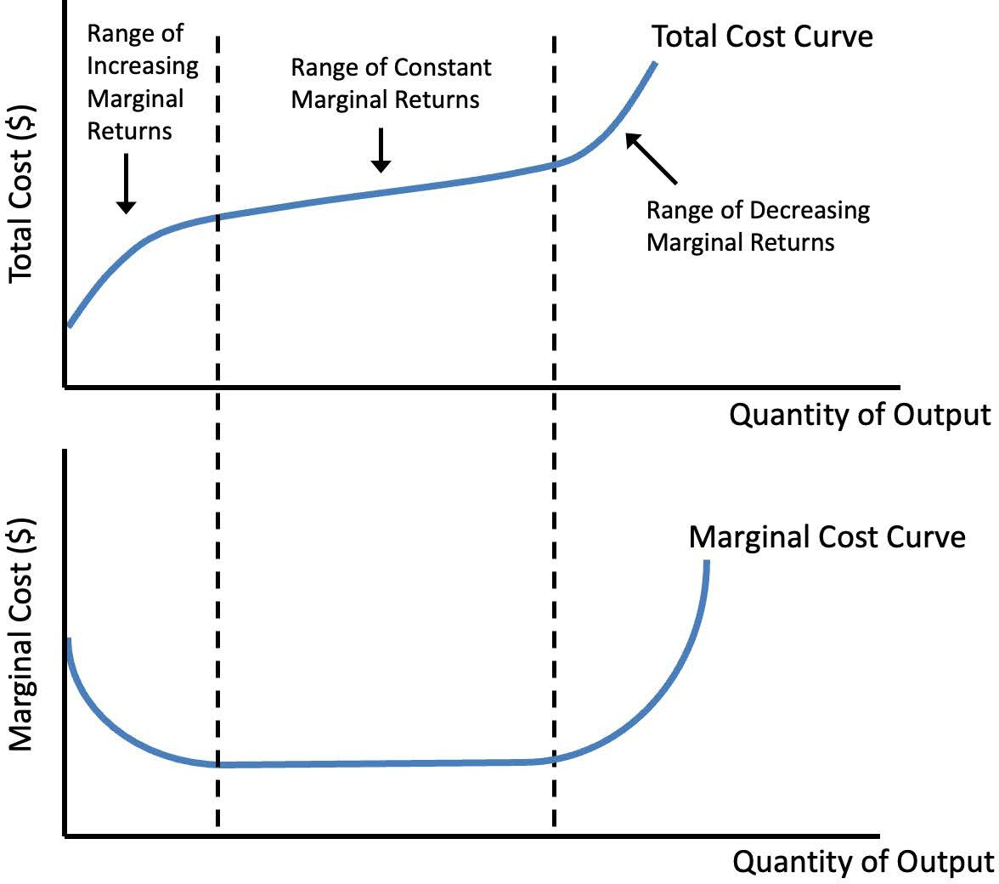 Range of
Increasing
Marginal
Returns
Range of Constant
Marginal Returns
Total Cost Curve
Range of Decreasing
Marginal Returns
Total Cost ($)
Quantity of Output
Marginal Cost Curve
Marginal Cost ($)
Quantity of Output